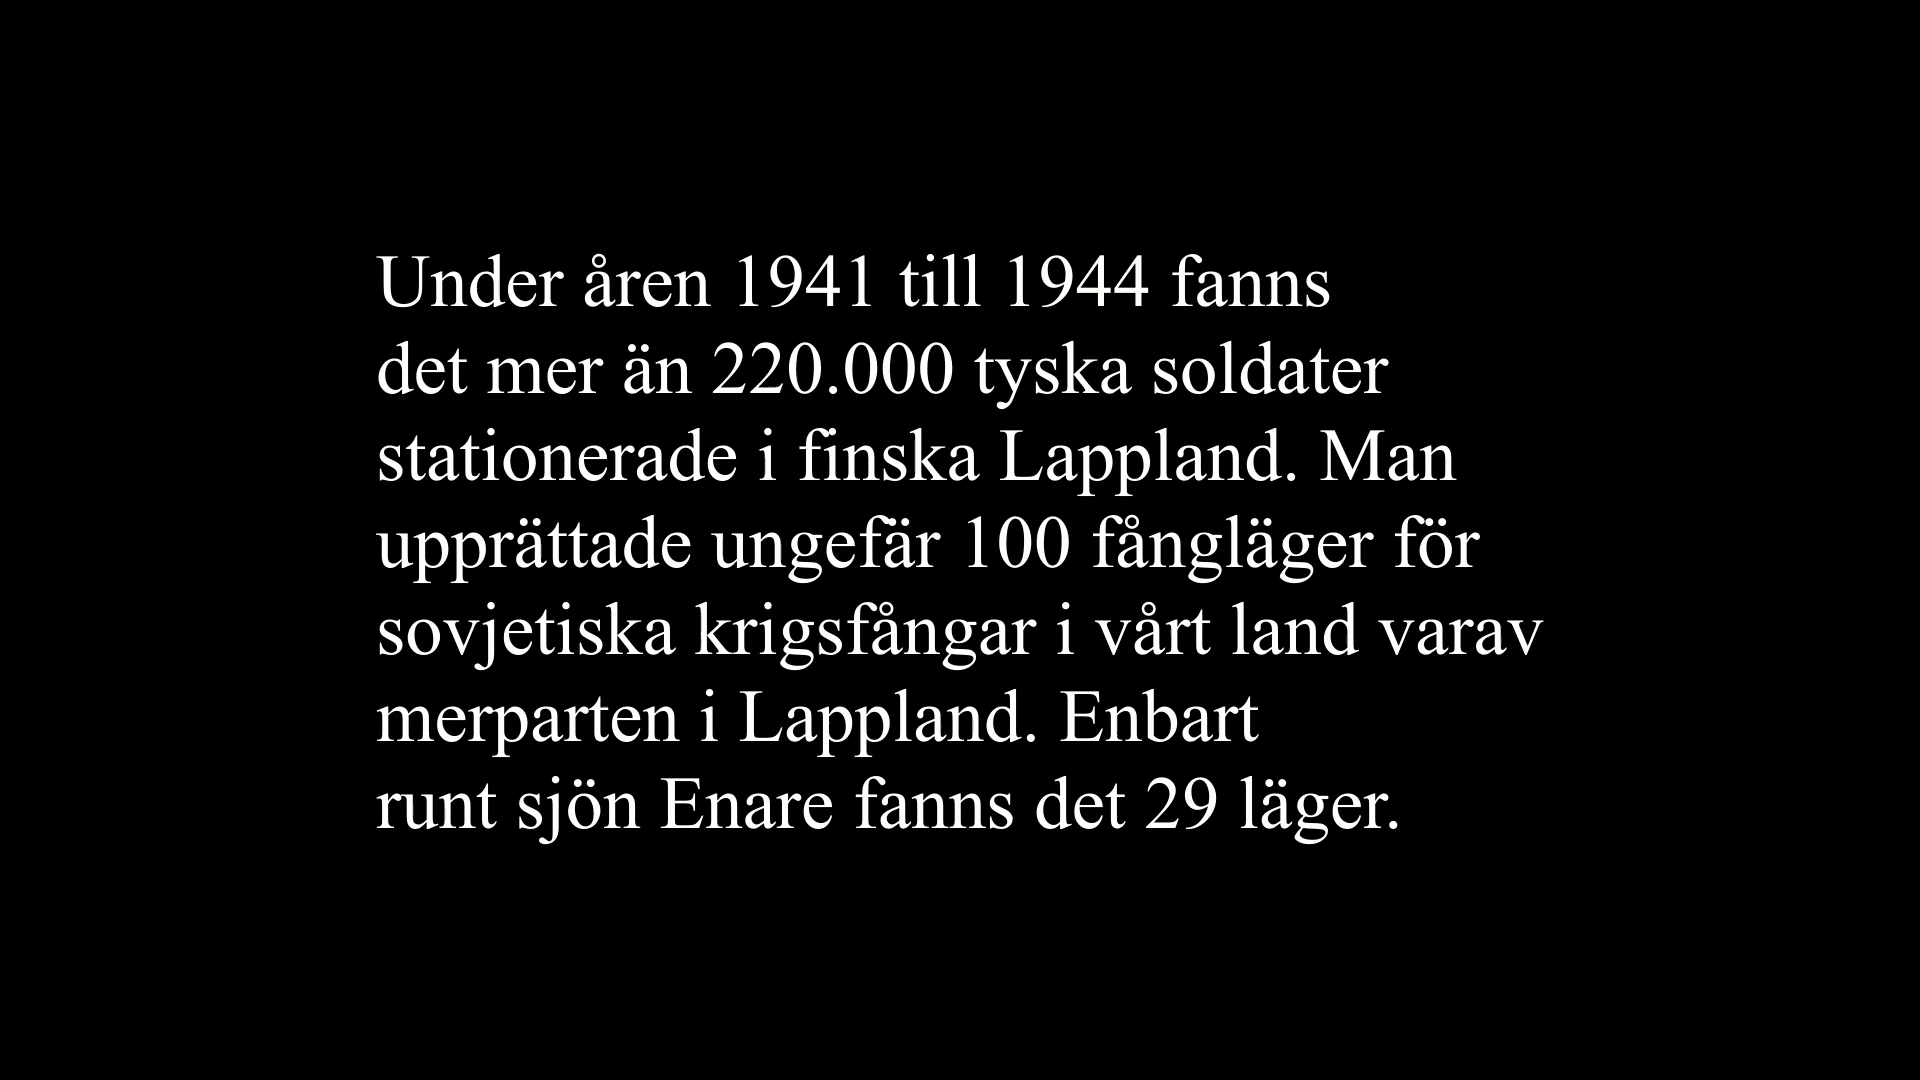 Under åren 1941 till 1944 fanns
det mer än 220.000 tyska soldater
stationerade i finska Lappland. Man
upprättade ungefär 100 fångläger för
sovjetiska krigsfångar i vårt land varav
merparten i Lappland. Enbart
runt sjön Enare fanns det 29 läger.